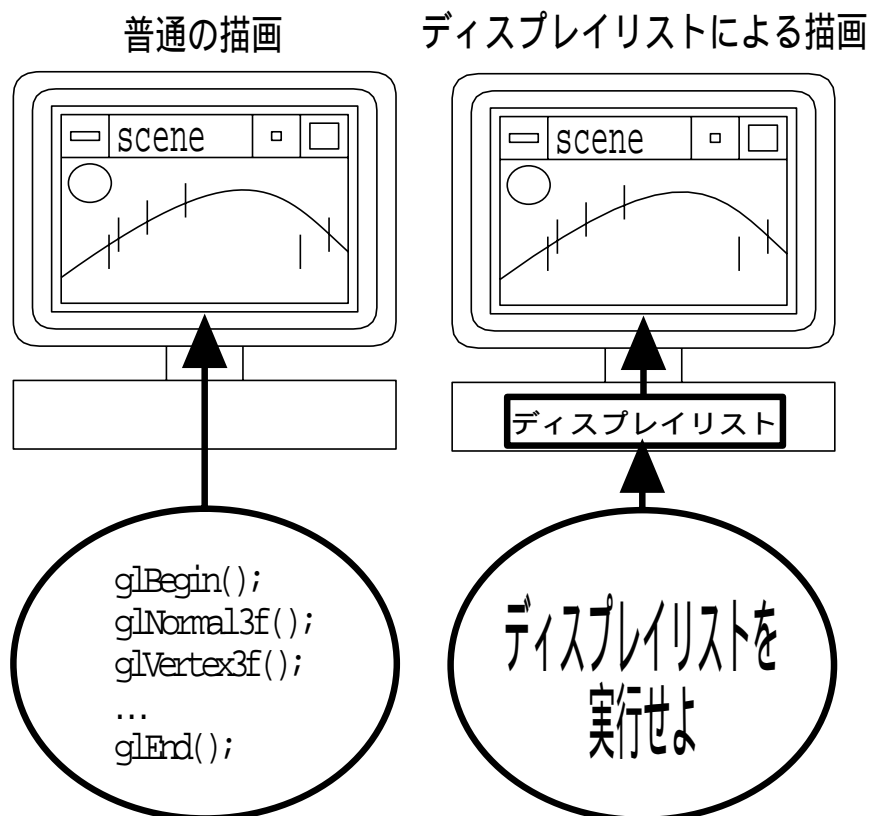 普通の描画
ディスプレイリストによる描画
scene
scene
ディスプレイリスト
glBegin();
glNormal3f();
glVertex3f();
...
glEnd();
ディスプレイリストを
実行せよ